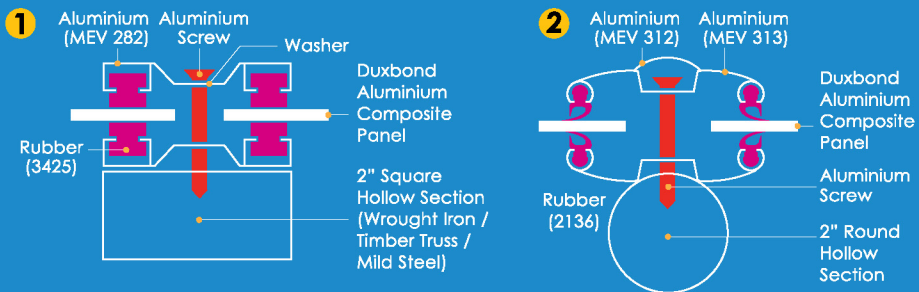 1
Aluminium
(MEV 282)
Aluminium
Screw
Washer
Duxbond
Aluminium
Composite
Panel
Rubber
(3425)
2" Square
Hollow Section
(Wrought Iron /
Timber Truss /
Mild Steel)
2
Aluminium
(MEV 312)
Aluminium
(MEV 313)
Duxbond
Aluminium
Composite
Panel
Aluminium
Screw
Rubber
(2136)
2" Round
Hollow
Section